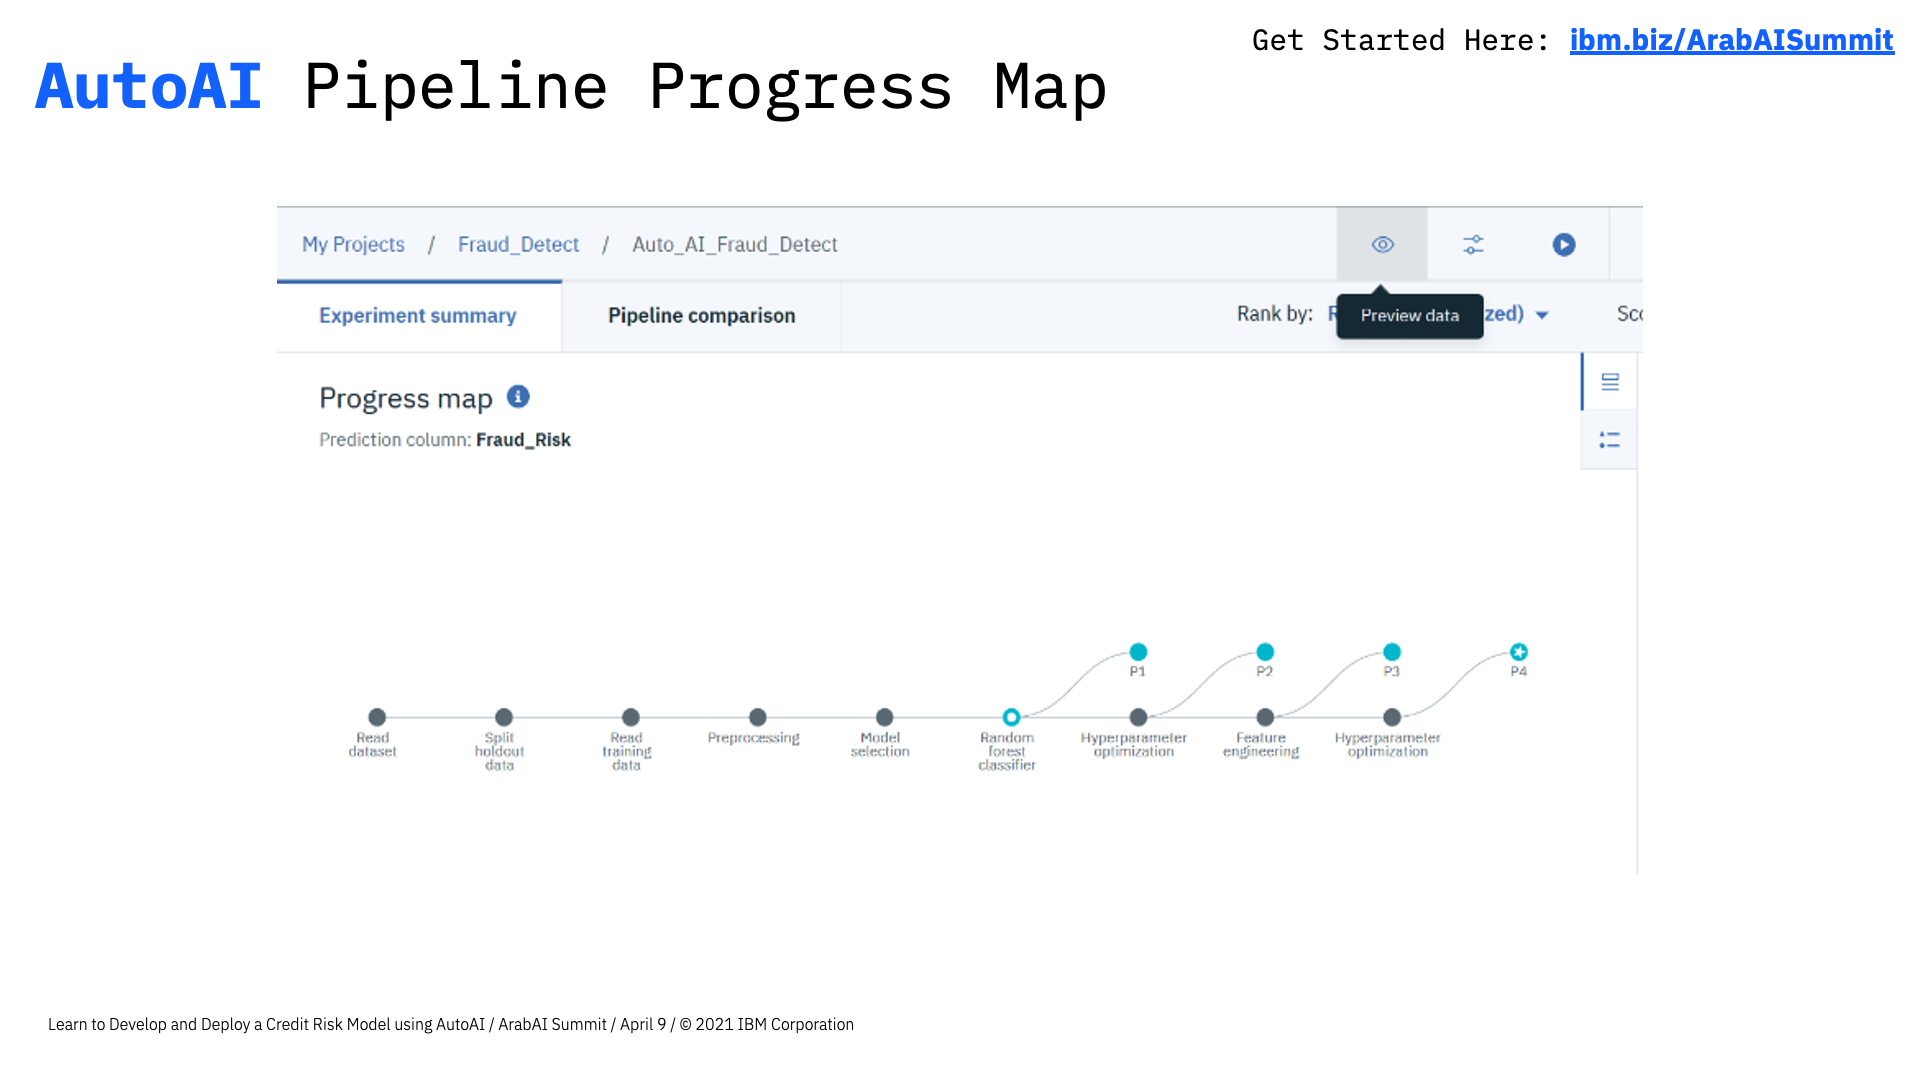 Get Started Here: ibm.biz/ArabAISummit
AutoAI Pipeline Progress Map
My Projects / Fraud_Detect / Auto_AI_Fraud_Detect
Experiment summary
Pipeline comparison
Rank by:
Preview data
Progress map
Prediction column: Fraud_Risk
P1
P2
P3
P4
Read
dataset
Split
holdout
data
Read
training
data
Preprocessing
Model
selection
Random
forest
classifier
Hyperparameter
optimization
Feature
engineering
Hyperparameter
optimization
Learn to Develop and Deploy a Credit Risk Model using AutoAI / ArabAI Summit / April 9 / © 2021 IBM Corporation